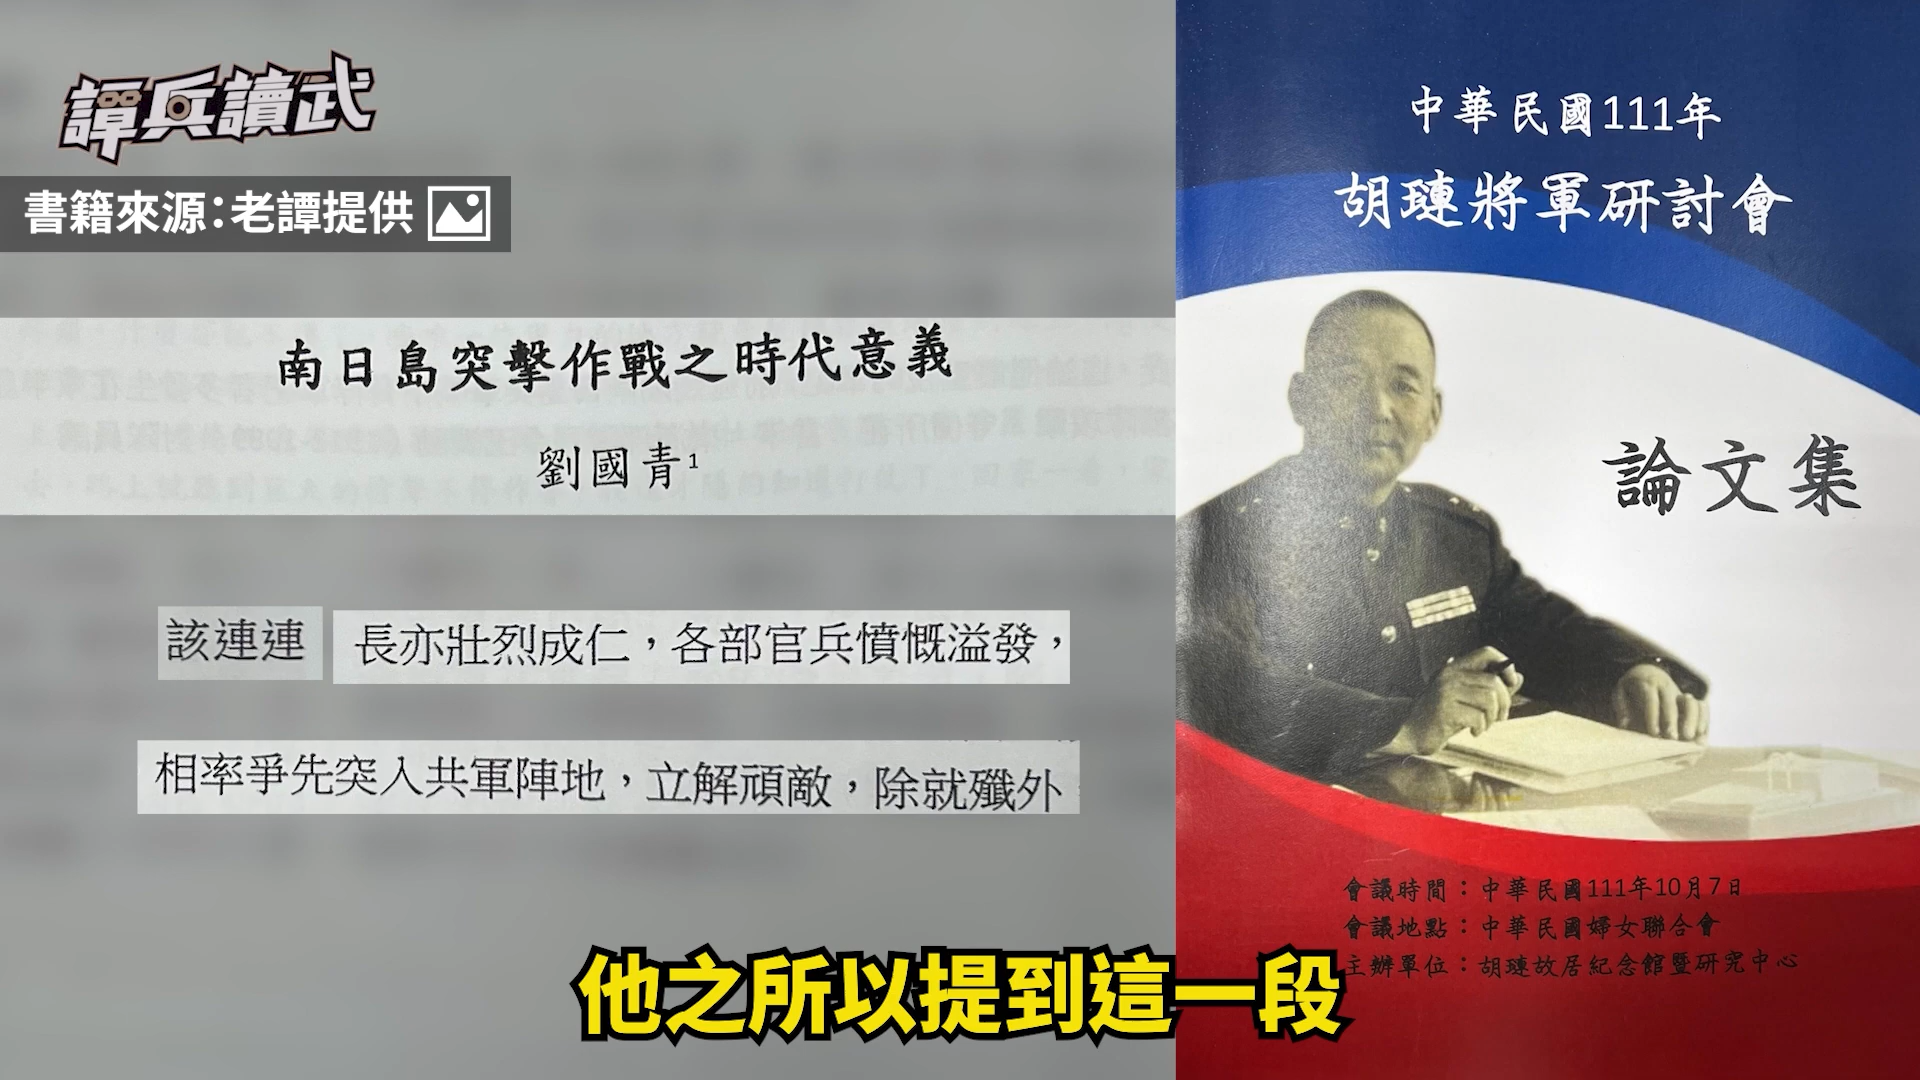 譚兵讀武
書籍來源:老譚提供
南日島突擊作戰之時代意義
劉國青1
該連連長亦壯烈成仁,各部官兵憤慨溢發,
相率爭先突入共軍陣地,立解頑敵,除就殲外
他之所以提到這一段
中華民國111年
胡璉將軍研討會
論文集
會議時間:中華民國111年10月7日
會議地點:中華民國婦女聯合會
主辦單位:胡璉故居紀念館暨研究中心